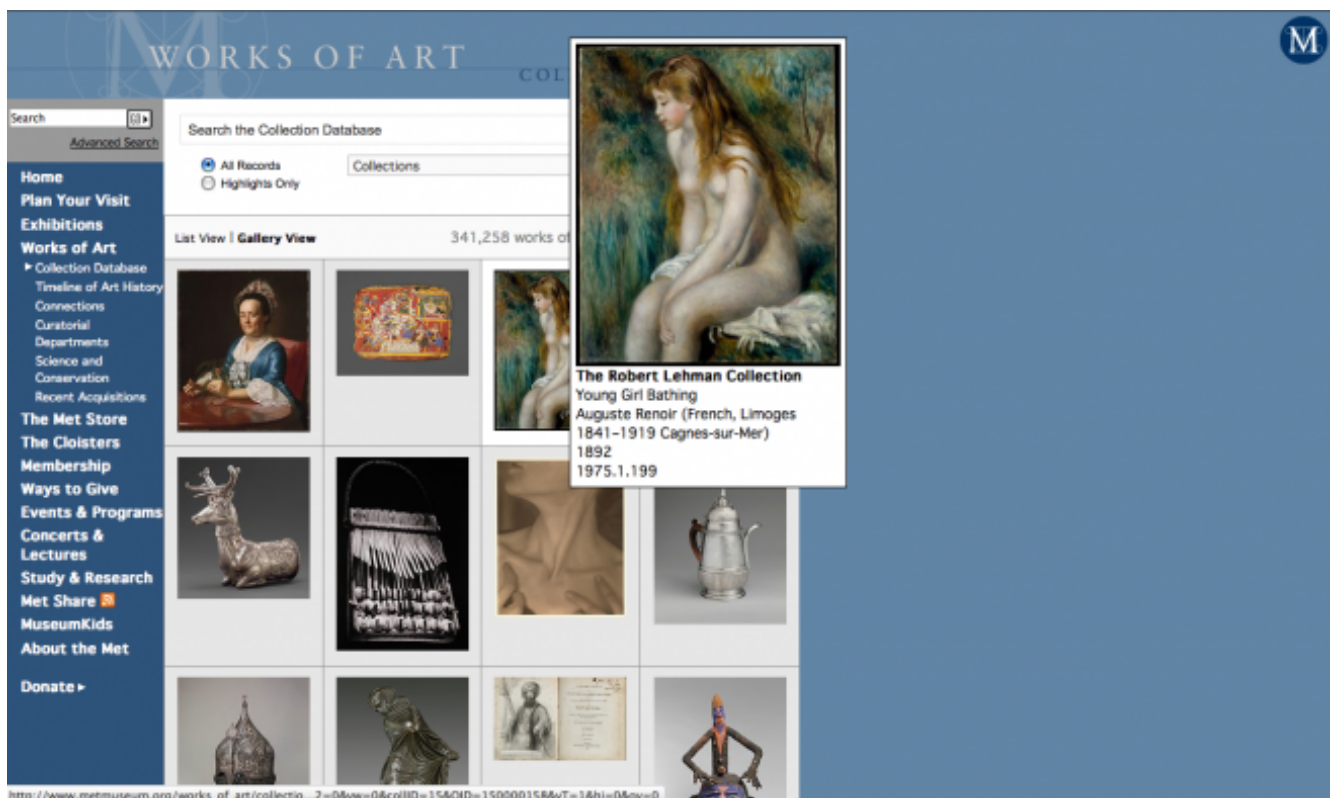 WORKS OF ART
COL
M
Search
Advanced Search
Home
Plan Your Visit
Exhibitions
Works of Art
Collection Database
Timeline of Art History
Connections
Curatorial
Departments
Science and
Conservation
Recent Acquisitions
The Met Store
The Cloisters
Membership
Ways to Give
Events & Programs
Concerts &
Lectures
Study & Research
Met Share
MuseumKids
About the Met
Donate
Search the Collection Database
All Records
Highlights Only
Collections
List View | Gallery View
341,258 works of
The Robert Lehman Collection
Young Girl Bathing
Auguste Renoir (French, Limoges
1841–1919 Cagnes-sur-Mer)
1892
1975.1.199